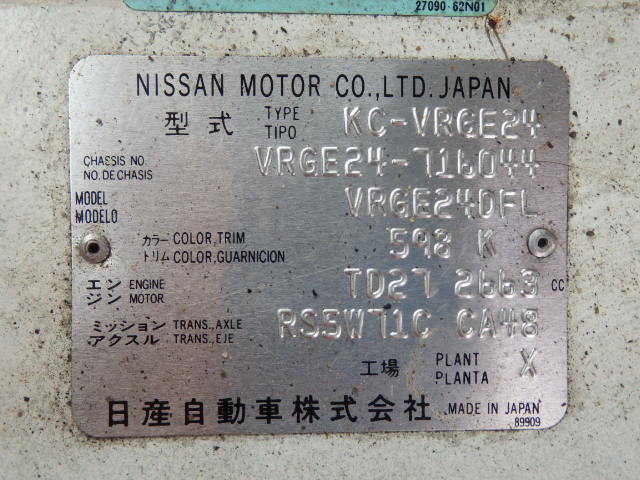 27090 62N01
NISSAN MOTOR CO.,LTD. JAPAN
型式 TYPE TIPO KC-VRGE24
CHASSIS NO. NO. DE CHASIS VRGE24-716044
MODEL MODELO VRGE24DFL
カラー COLOR,TRIM
トリム COLOR,GUARNICION 598 K
エン ENGINE
ジン MOTOR TD27 2663 CC
ミッション TRANS.,AXLE
アクスル TRANS.,EJE RS5W71C CA48
工場 PLANT PLANTA X
日産自動車株式会社 MADE IN JAPAN
89909